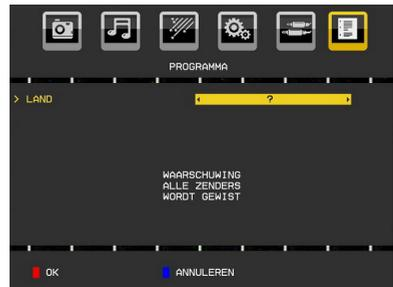 PROGRAMMA
> LAND ?
WAARSCHUWING
ALLE ZENDERS
WORDT GEWIST
OK ANNULEREN